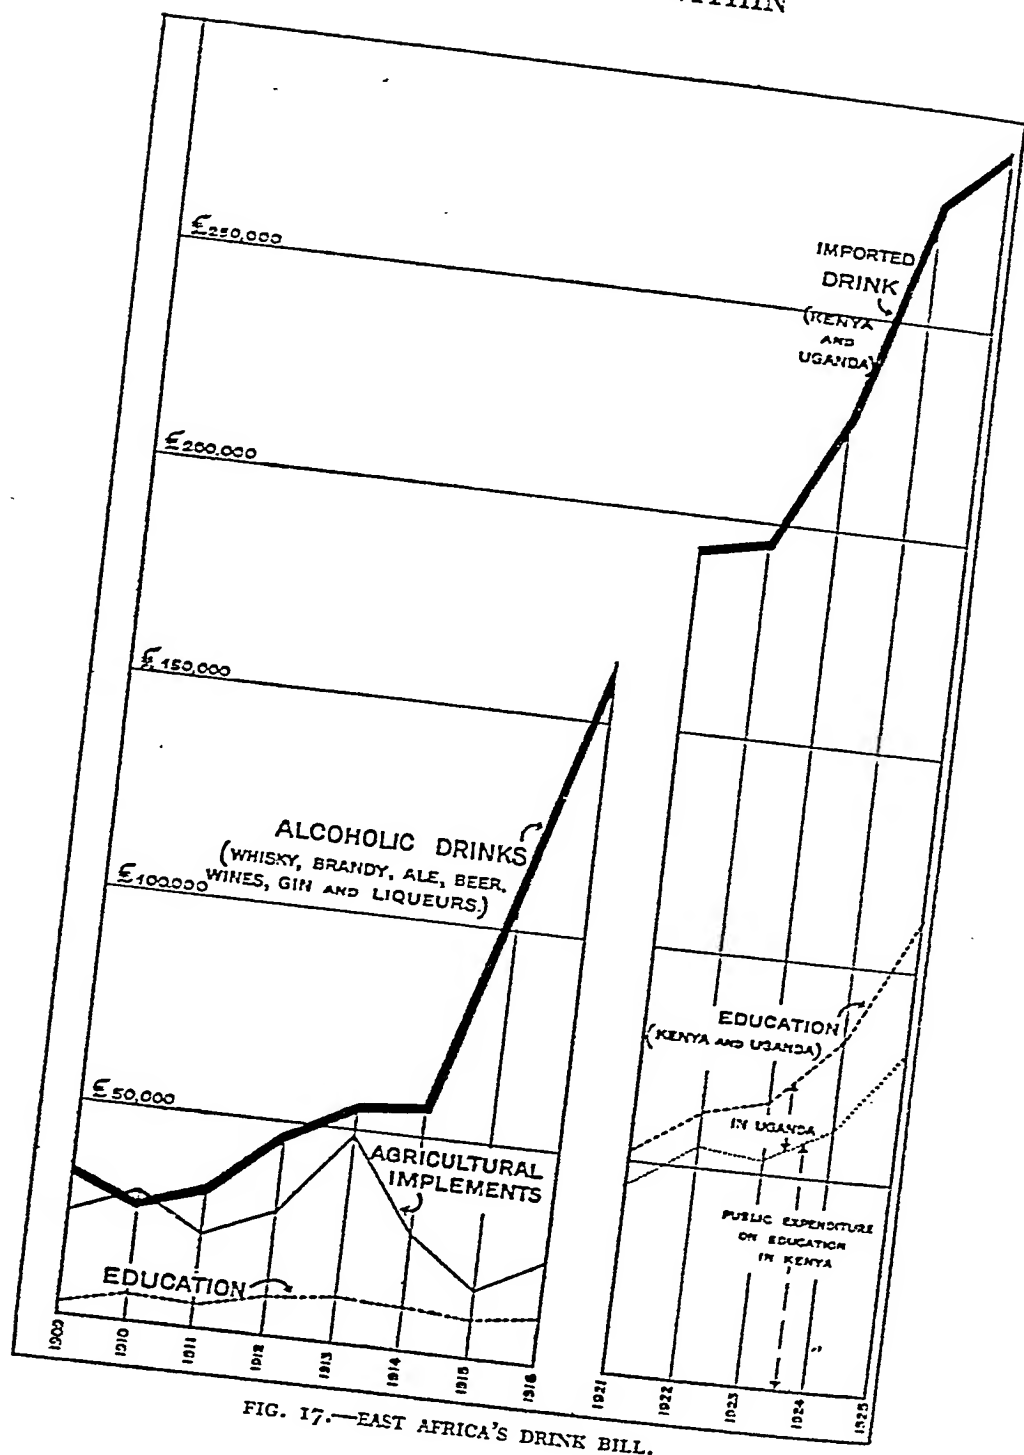 £250,000
IMPORTED
DRINK
(KENYA
AND
UGANDA)
£200,000
£150,000
ALCOHOLIC DRINKS
(WHISKY, BRANDY, ALE, BEER,
WINES, GIN AND LIQUEURS.)
£100,000
EDUCATION
(KENYA AND UGANDA)
£50,000
IN UGANDA
AGRICULTURAL
IMPLEMENTS
PUBLIC EXPENDITURE
ON EDUCATION
IN KENYA
EDUCATION
1909 1910 1911 1912 1913 1914 1915 1916 1921 1922 1923 1924 1925
FIG. 17.—EAST AFRICA'S DRINK BILL.